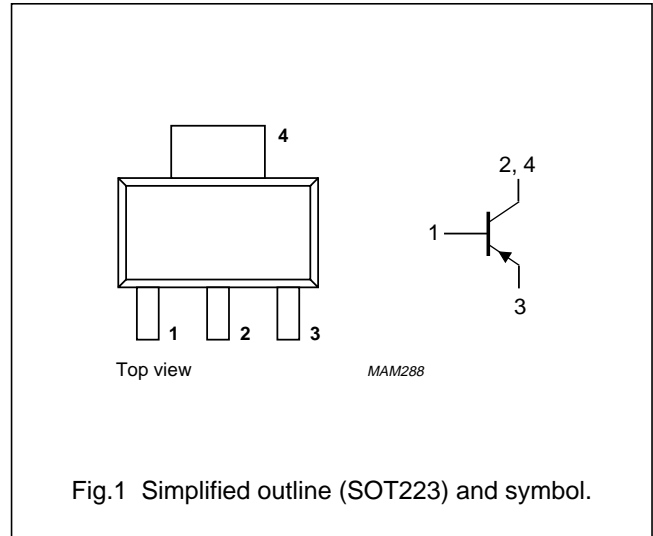 4
2, 4
1
3
1 2 3
Top view
MAM288
Fig.1 Simplified outline (SOT223) and symbol.